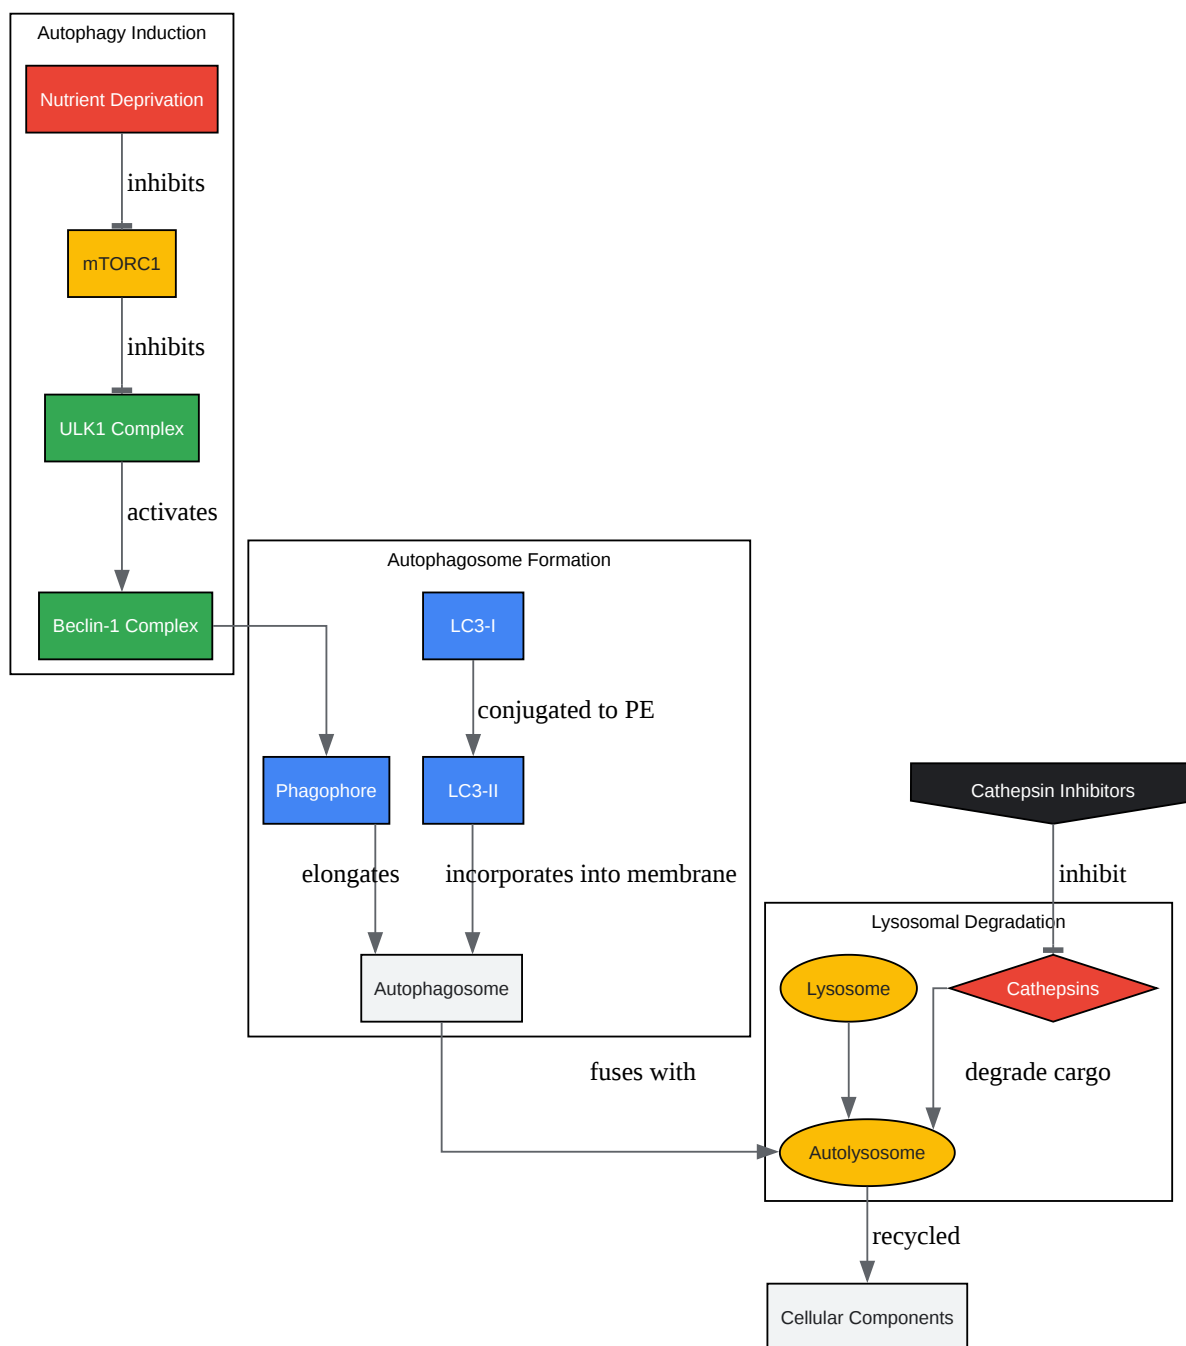 Autophagy Induction
Nutrient Deprivation
inhibits
mTORC1
inhibits
ULK1 Complex
activates
Beclin-1 Complex
Autophagosome Formation
LC3-I
conjugated to PE
Phagophore
LC3-II
elongates
incorporates into membrane
Autophagosome
fuses with
Cathepsin Inhibitors
inhibit
Lysosomal Degradation
Lysosome
Cathepsins
degrade cargo
Autolysosome
recycled
Cellular Components